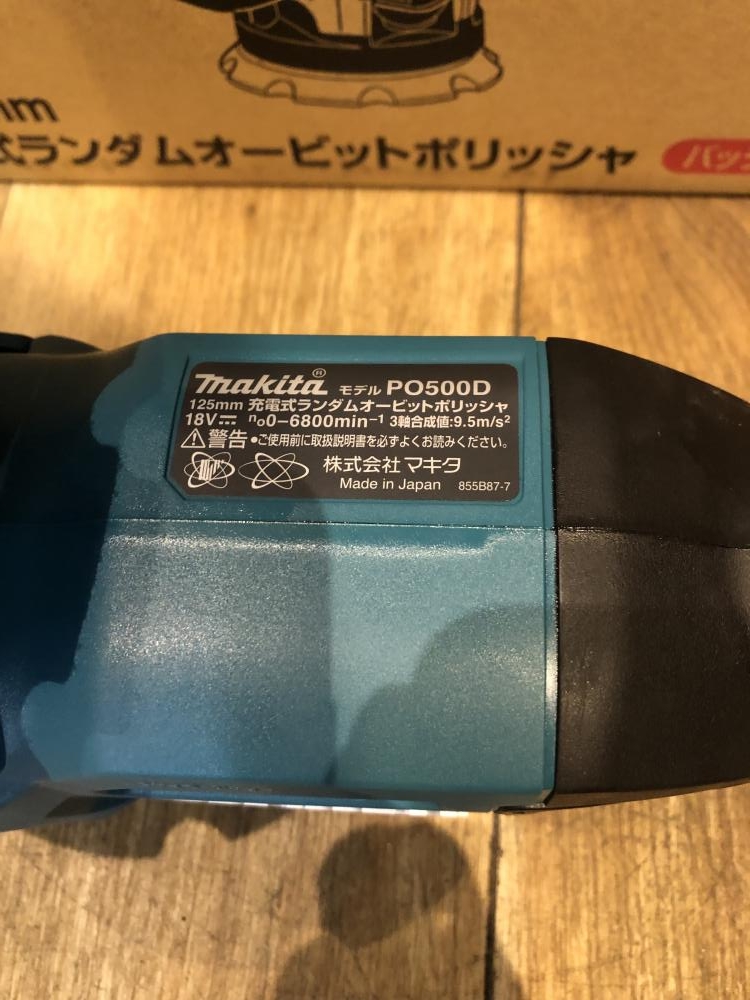 mm
式ランダムオービットポリッシャ
バッ
makita® モデル PO500D
125mm 充電式ランダムオービットポリッシャ
18V⎓ n₀0-6800min⁻¹ 3軸合成値:9.5m/s²
⚠警告 •ご使用前に取扱説明書を必ずよくお読みください。
株式会社 マキタ
Made in Japan 855B87-7